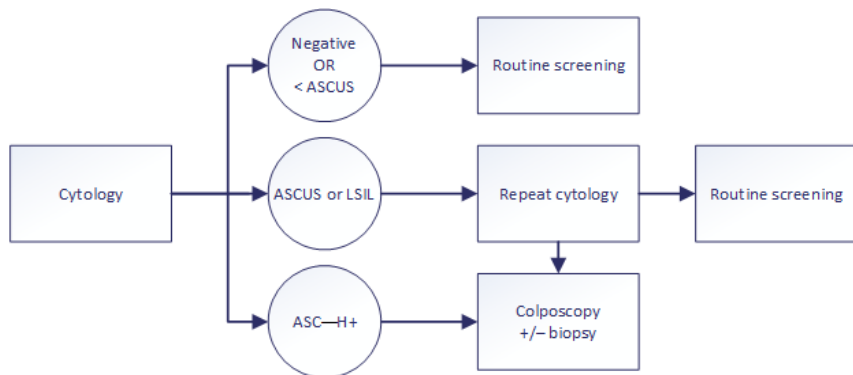 Negative
OR
< ASCUS
Routine screening
Cytology
ASCUS or LSIL
Repeat cytology
Routine screening
ASC—H+
Colposcopy
+/– biopsy